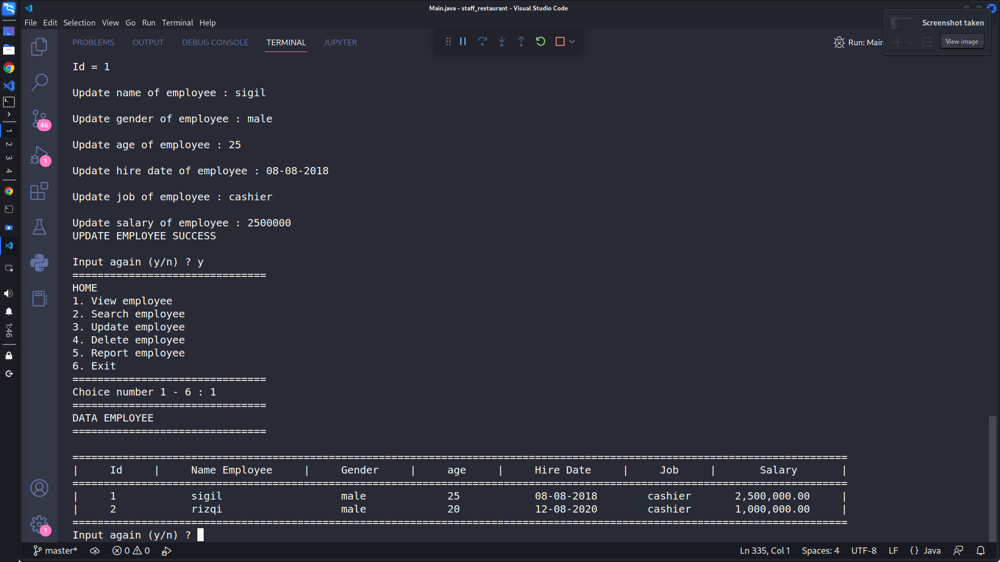 Main.java - staff_restaurant - Visual Studio Code
File Edit Selection View Go Run Terminal Help
Screenshot taken
View image
PROBLEMS OUTPUT DEBUG CONSOLE TERMINAL JUPYTER
Run: Main
Id = 1
Update name of employee : sigil
Update gender of employee : male
Update age of employee : 25
Update hire date of employee : 08-08-2018
Update job of employee : cashier
Update salary of employee : 2500000
UPDATE EMPLOYEE SUCCESS
Input again (y/n) ? y
===============================
HOME
1. View employee
2. Search employee
3. Update employee
4. Delete employee
5. Report employee
6. Exit
===============================
Choice number 1 - 6 : 1
===============================
DATA EMPLOYEE
===============================
============================================================================================================================
| Id | Name Employee | Gender | age | Hire Date | Job | Salary |
============================================================================================================================
| 1 sigil male 25 08-08-2018 cashier 2,500,000.00 |
| 2 rizqi male 20 12-08-2020 cashier 1,000,000.00 |
============================================================================================================================
Input again (y/n) ?
46
1
1
1
2
3
4
1:46
master* 0 0 Ln 335, Col 1 Spaces: 4 UTF-8 LF {} Java